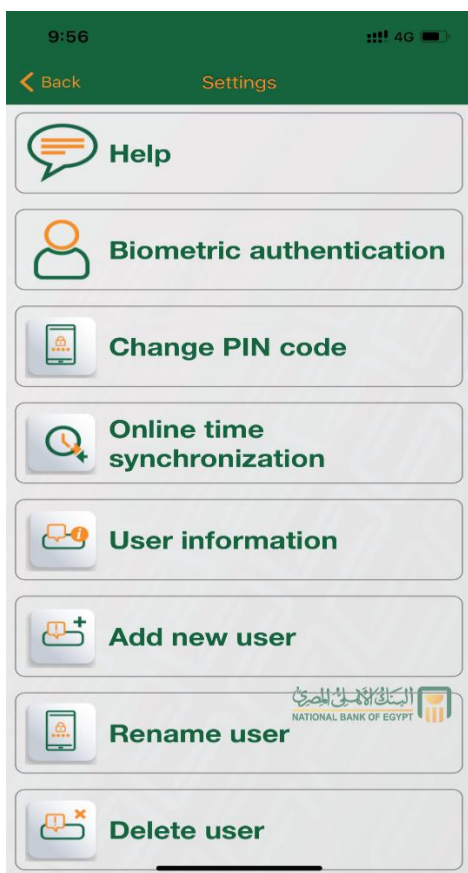 9:56
4G
Back
Settings
Help
Biometric authentication
Change PIN code
Online time
synchronization
User information
Add new user
البنك الأهلي المصري
NATIONAL BANK OF EGYPT
Rename user
Delete user